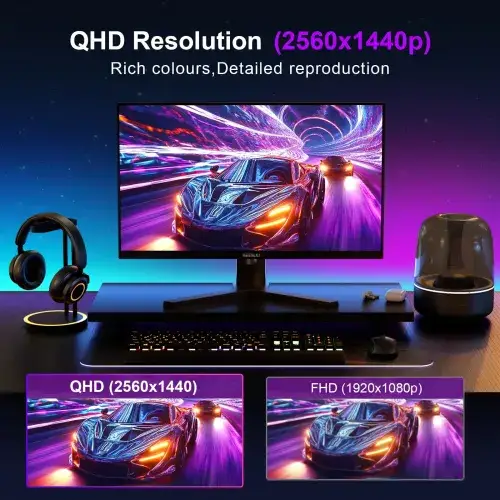 QHD Resolution (2560x1440p)
Rich colours,Detailed reproduction
QHD (2560x1440)
FHD (1920x1080p)